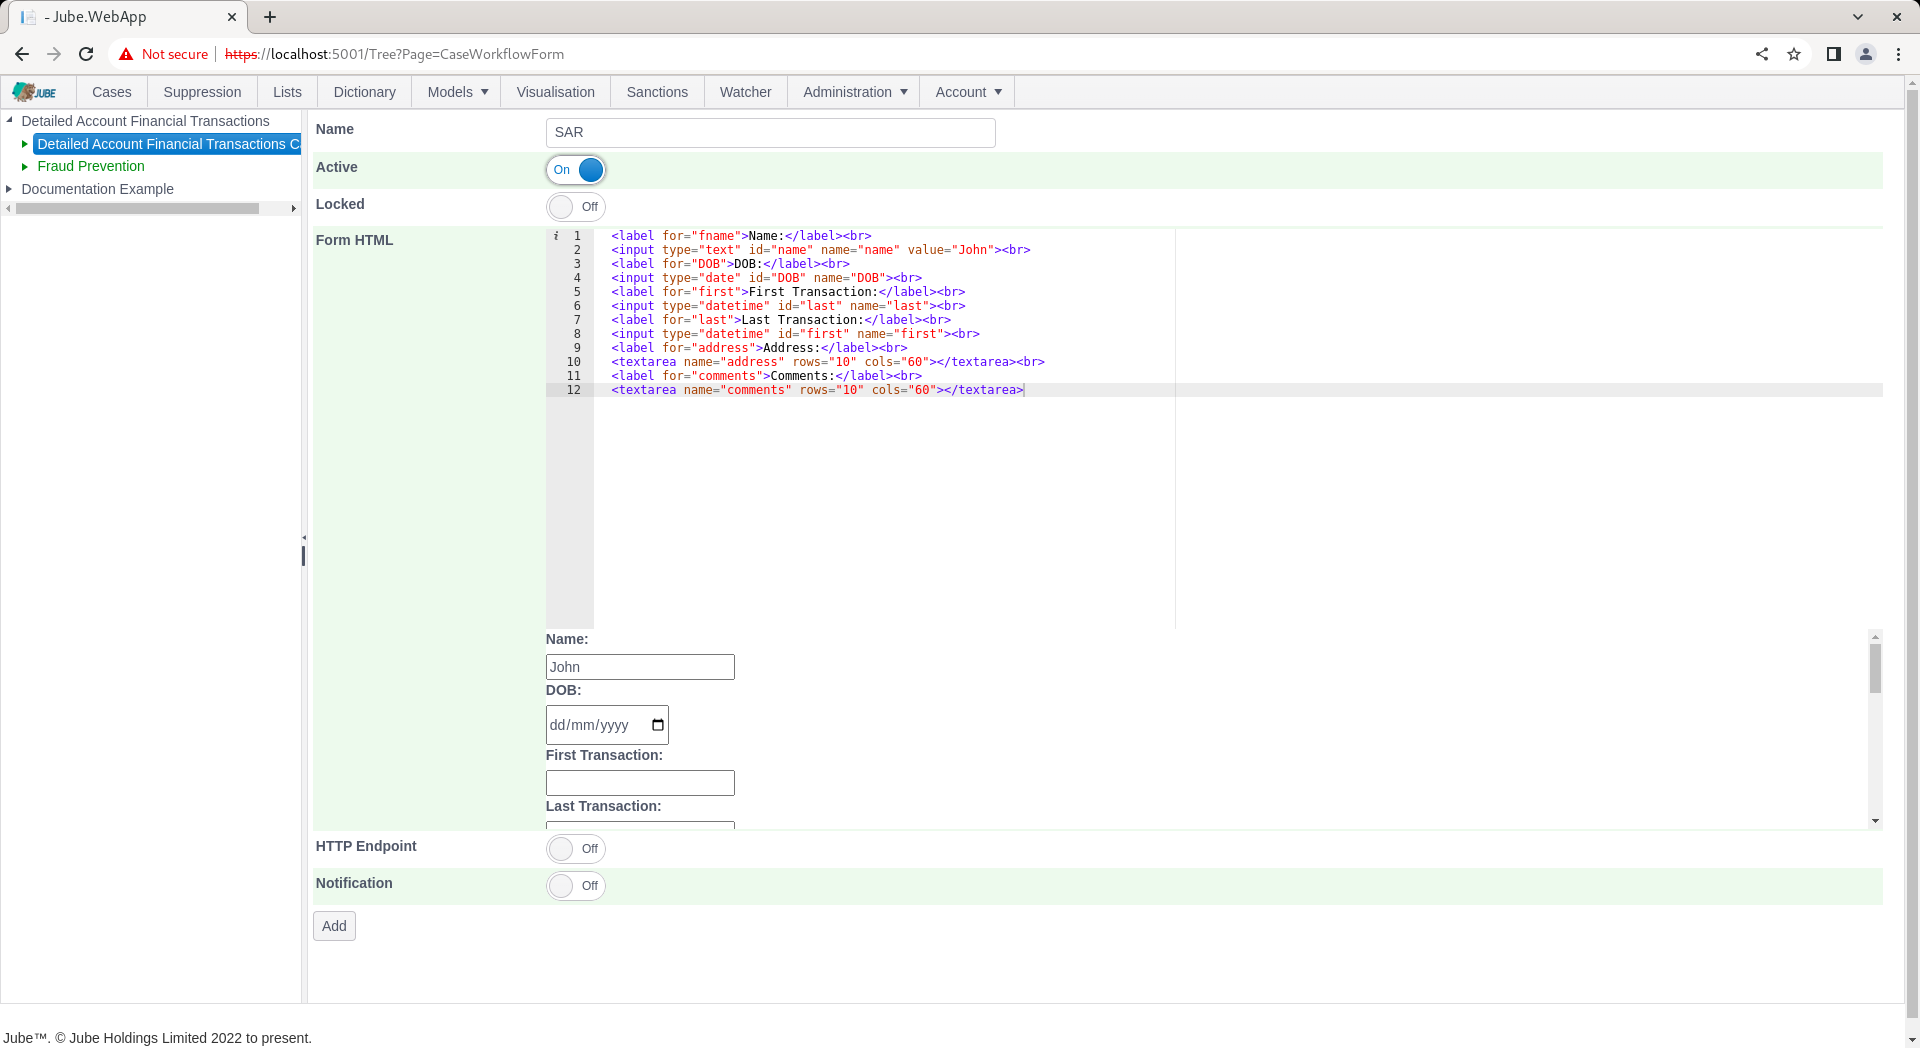 - Jube.WebApp
Not secure https://localhost:5001/Tree?Page=CaseWorkflowForm
JUBE Cases Suppression Lists Dictionary Models Visualisation Sanctions Watcher Administration Account
Detailed Account Financial Transactions
Detailed Account Financial Transactions C
Fraud Prevention
Documentation Example
Name SAR
Active On
Locked Off
Form HTML
i 1 <label for="fname">Name:</label><br>
2 <input type="text" id="name" name="name" value="John"><br>
3 <label for="DOB">DOB:</label><br>
4 <input type="date" id="DOB" name="DOB"><br>
5 <label for="first">First Transaction:</label><br>
6 <input type="datetime" id="last" name="last"><br>
7 <label for="last">Last Transaction:</label><br>
8 <input type="datetime" id="first" name="first"><br>
9 <label for="address">Address:</label><br>
10 <textarea name="address" rows="10" cols="60"></textarea><br>
11 <label for="comments">Comments:</label><br>
12 <textarea name="comments" rows="10" cols="60"></textarea>
Name:
John
DOB:
dd/mm/yyyy
First Transaction:
Last Transaction:
HTTP Endpoint Off
Notification Off
Add
Jube™. © Jube Holdings Limited 2022 to present.